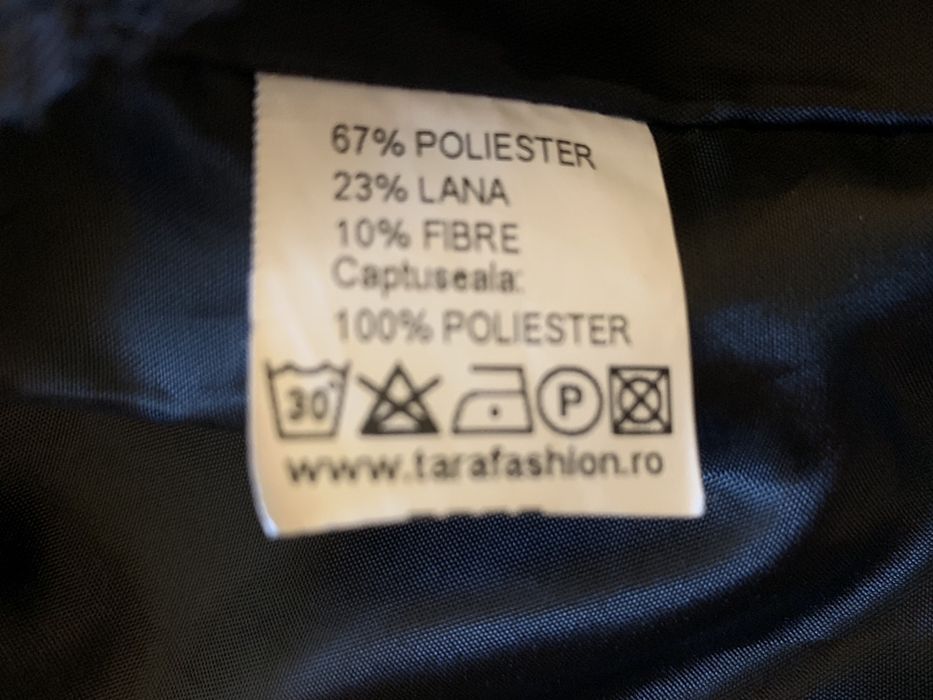 67% POLIESTER
23% LANA
10% FIBRE
Captuseala:
100% POLIESTER
30° P
www.tarafashion.ro